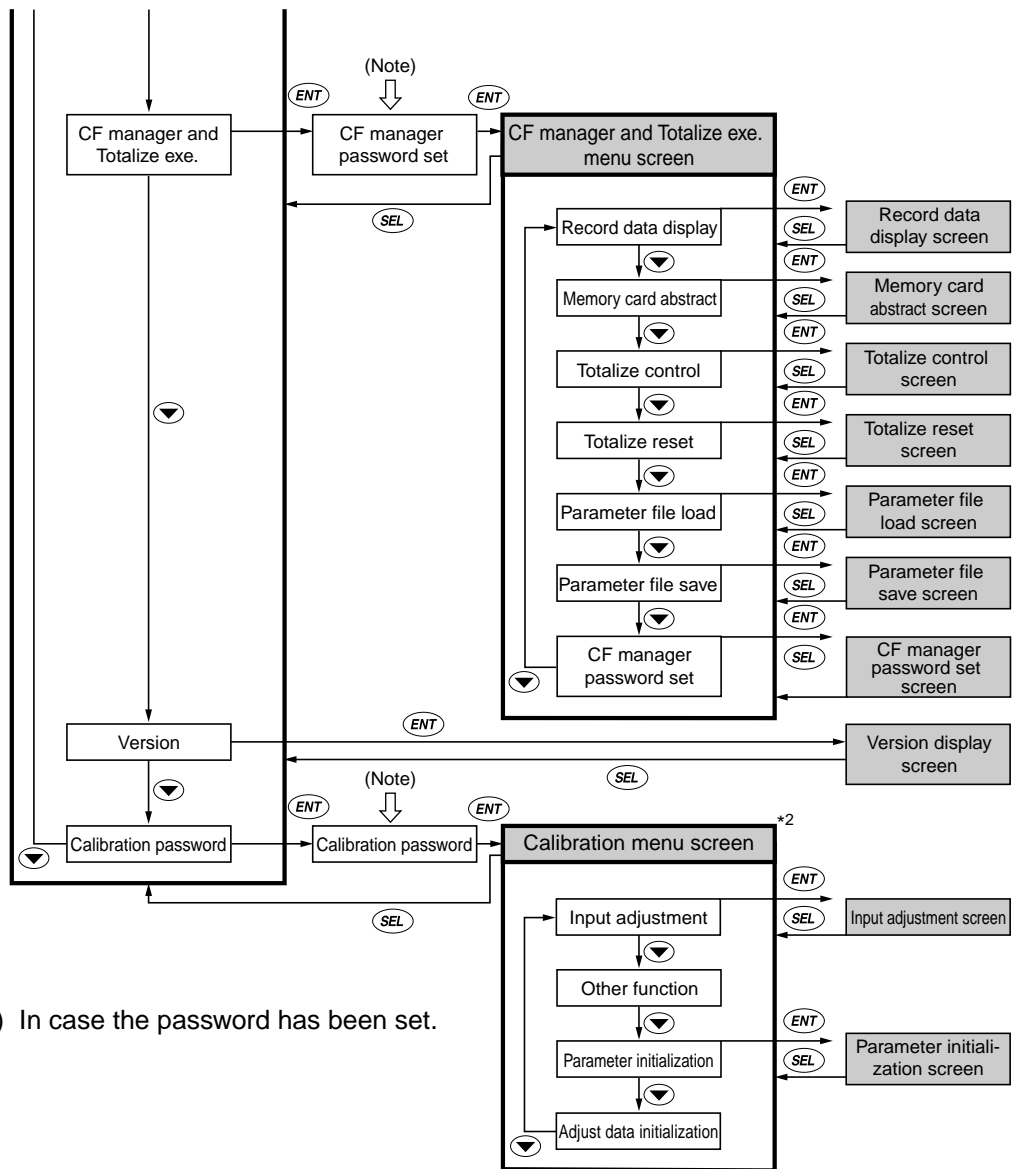 (Note)
ENT
ENT
CF manager and
Totalize exe.
CF manager
password set
CF manager and Totalize exe.
menu screen
SEL
Record data display
ENT
SEL
Record data
display screen
Memory card abstract
ENT
SEL
Memory card
abstract screen
Totalize control
ENT
SEL
Totalize control
screen
Totalize reset
ENT
SEL
Totalize reset
screen
Parameter file load
ENT
SEL
Parameter file
load screen
Parameter file save
ENT
SEL
Parameter file
save screen
CF manager
password set
ENT
SEL
CF manager
password set
screen
Version
ENT
SEL
Version display
screen
(Note)
ENT
ENT
Calibration password
Calibration password
*2
Calibration menu screen
SEL
Input adjustment
ENT
SEL
Input adjustment screen
Other function
Parameter initialization
ENT
SEL
Parameter initiali-
zation screen
Adjust data initialization
) In case the password has been set.